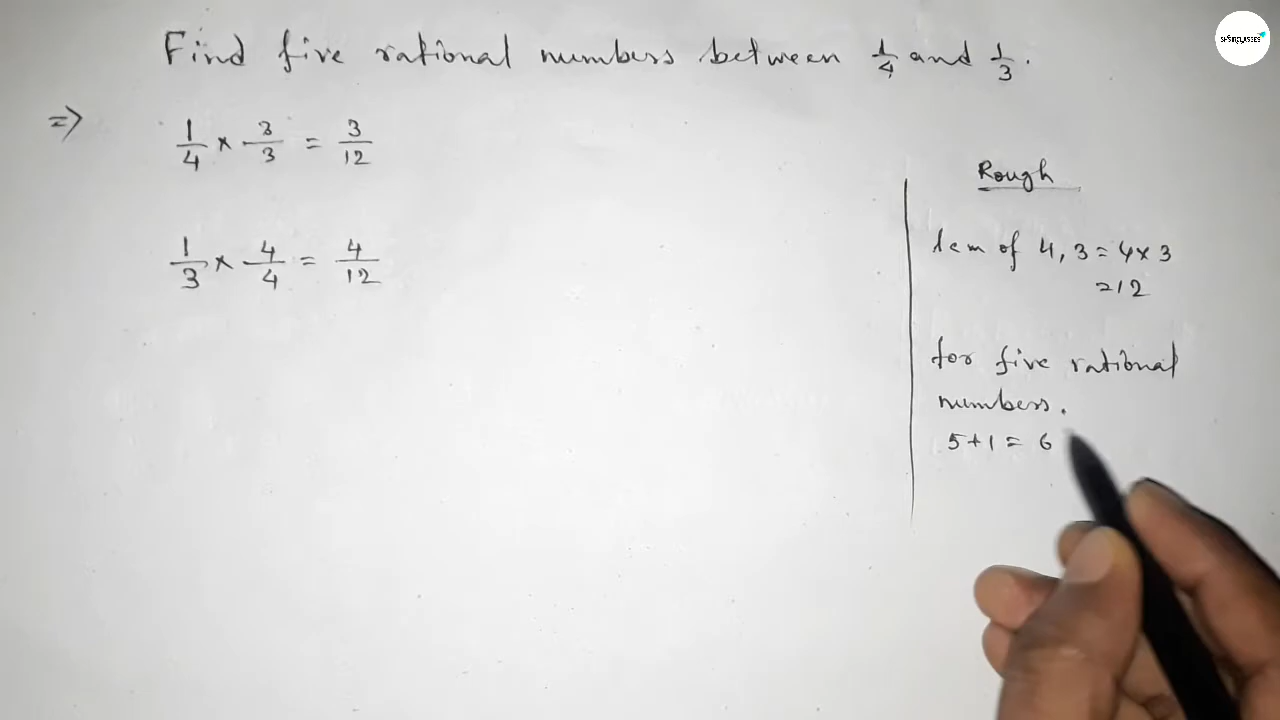 Find five rational numbers between 1/4 and 1/3.
=> 1/4 × 3/3 = 3/12
1/3 × 4/4 = 4/12
Rough
lcm of 4, 3 = 4×3
=12
for five rational
numbers.
5+1 = 6